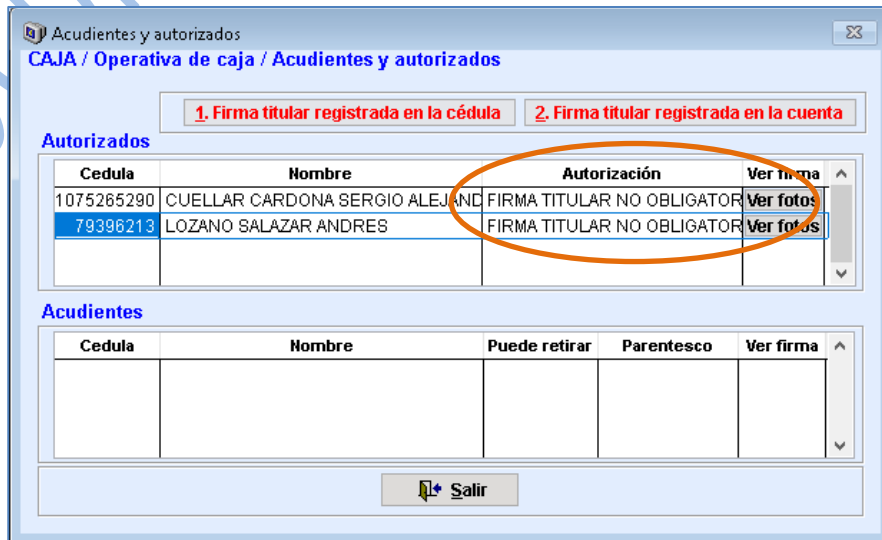 Acudientes y autorizados
CAJA / Operativa de caja / Acudientes y autorizados
1. Firma titular registrada en la cédula 2. Firma titular registrada en la cuenta
Autorizados
Cedula Nombre Autorización Ver firma
1075265290 CUELLAR CARDONA SERGIO ALEJAND FIRMA TITULAR NO OBLIGATOR Ver fotos
79396213 LOZANO SALAZAR ANDRES FIRMA TITULAR NO OBLIGATOR Ver fotos
Acudientes
Cedula Nombre Puede retirar Parentesco Ver firma
Salir